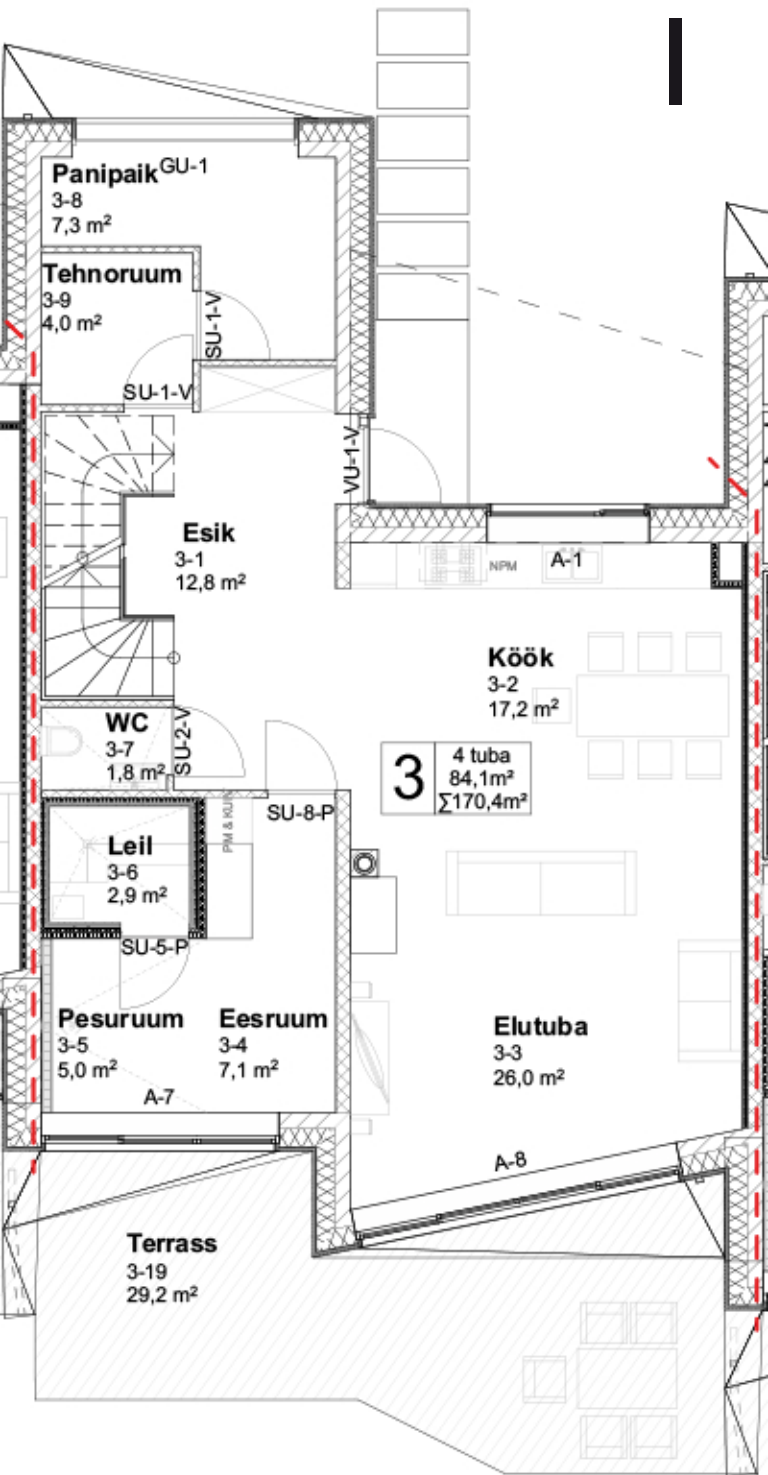 I
Panipaik GU-1
3-8
7,3 m²
Tehnoruum
3-9
4,0 m²
SU-1-V
SU-1-V
VU-1-V
Esik
3-1
12,8 m²
NPM
A-1
Köök
3-2
17,2 m²
WC
3-7
1,8 m²
SU-2-V
3
4 tuba
84,1m²
∑170,4m²
SU-8-P
PM & KUIV
Leil
3-6
2,9 m²
SU-5-P
Pesuruum
3-5
5,0 m²
Eesruum
3-4
7,1 m²
Elutuba
3-3
26,0 m²
A-7
A-8
Terrass
3-19
29,2 m²